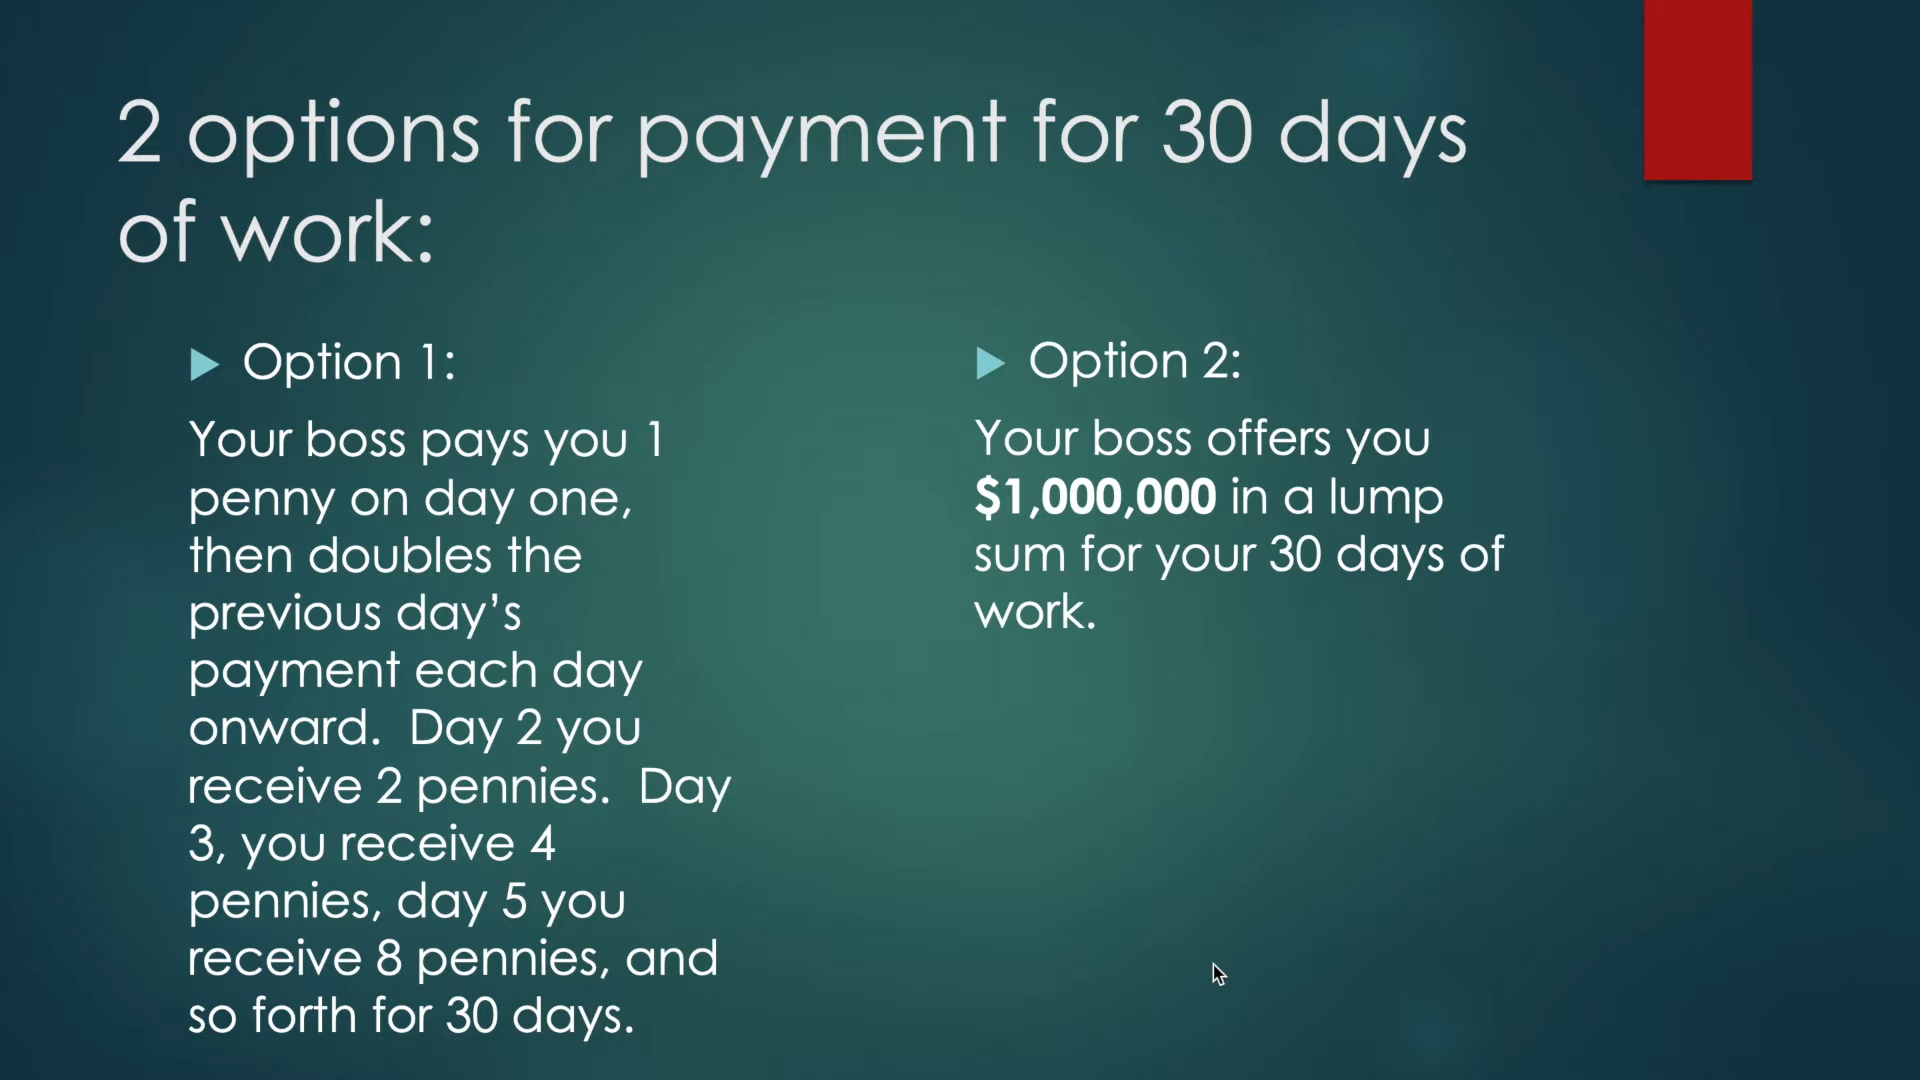 2 options for payment for 30 days
of work:
Option 1:
Your boss pays you 1
penny on day one,
then doubles the
previous day’s
payment each day
onward.  Day 2 you
receive 2 pennies.  Day
3, you receive 4
pennies, day 5 you
receive 8 pennies, and
so forth for 30 days.
Option 2:
Your boss offers you
$1,000,000 in a lump
sum for your 30 days of
work.